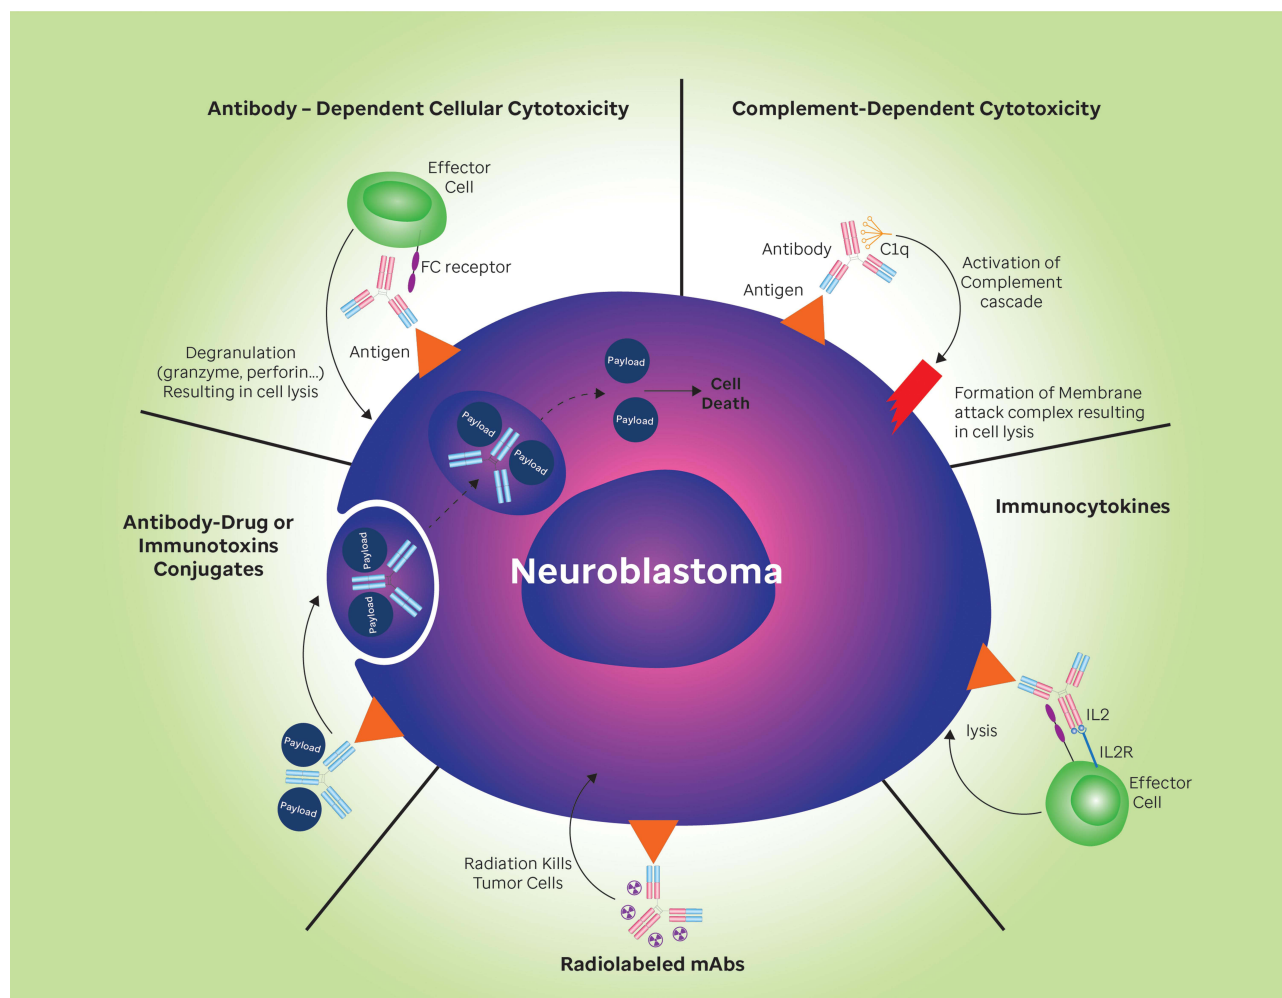 Antibody – Dependent Cellular Cytotoxicity
Effector
Cell
FC receptor
Antigen
Degranulation
(granzyme, perforin...)
Resulting in cell lysis
Complement-Dependent Cytotoxicity
Antibody
C1q
Antigen
Activation of
Complement
cascade
Formation of Membrane
attack complex resulting
in cell lysis
Payload
Payload
Cell
Death
Payload
Payload
Antibody-Drug or
Immunotoxins
Conjugates
Payload
Payload
Payload
Payload
Neuroblastoma
Immunocytokines
IL2
IL2R
lysis
Effector
Cell
Radiation Kills
Tumor Cells
Radiolabeled mAbs